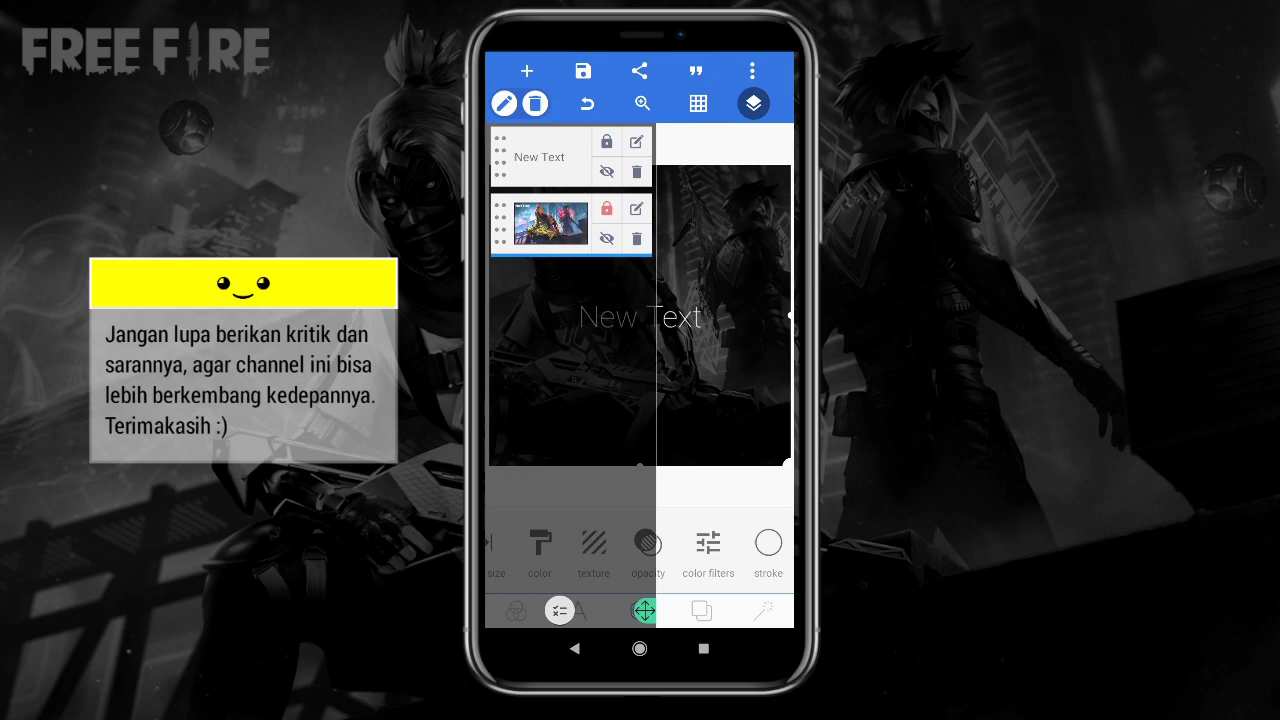 FREE FIRE
Jangan lupa berikan kritik dan
sarannya, agar channel ini bisa
lebih berkembang kedepannya.
Terimakasih :)
New Text
New Text
size
color
texture
opacity
color filters
stroke